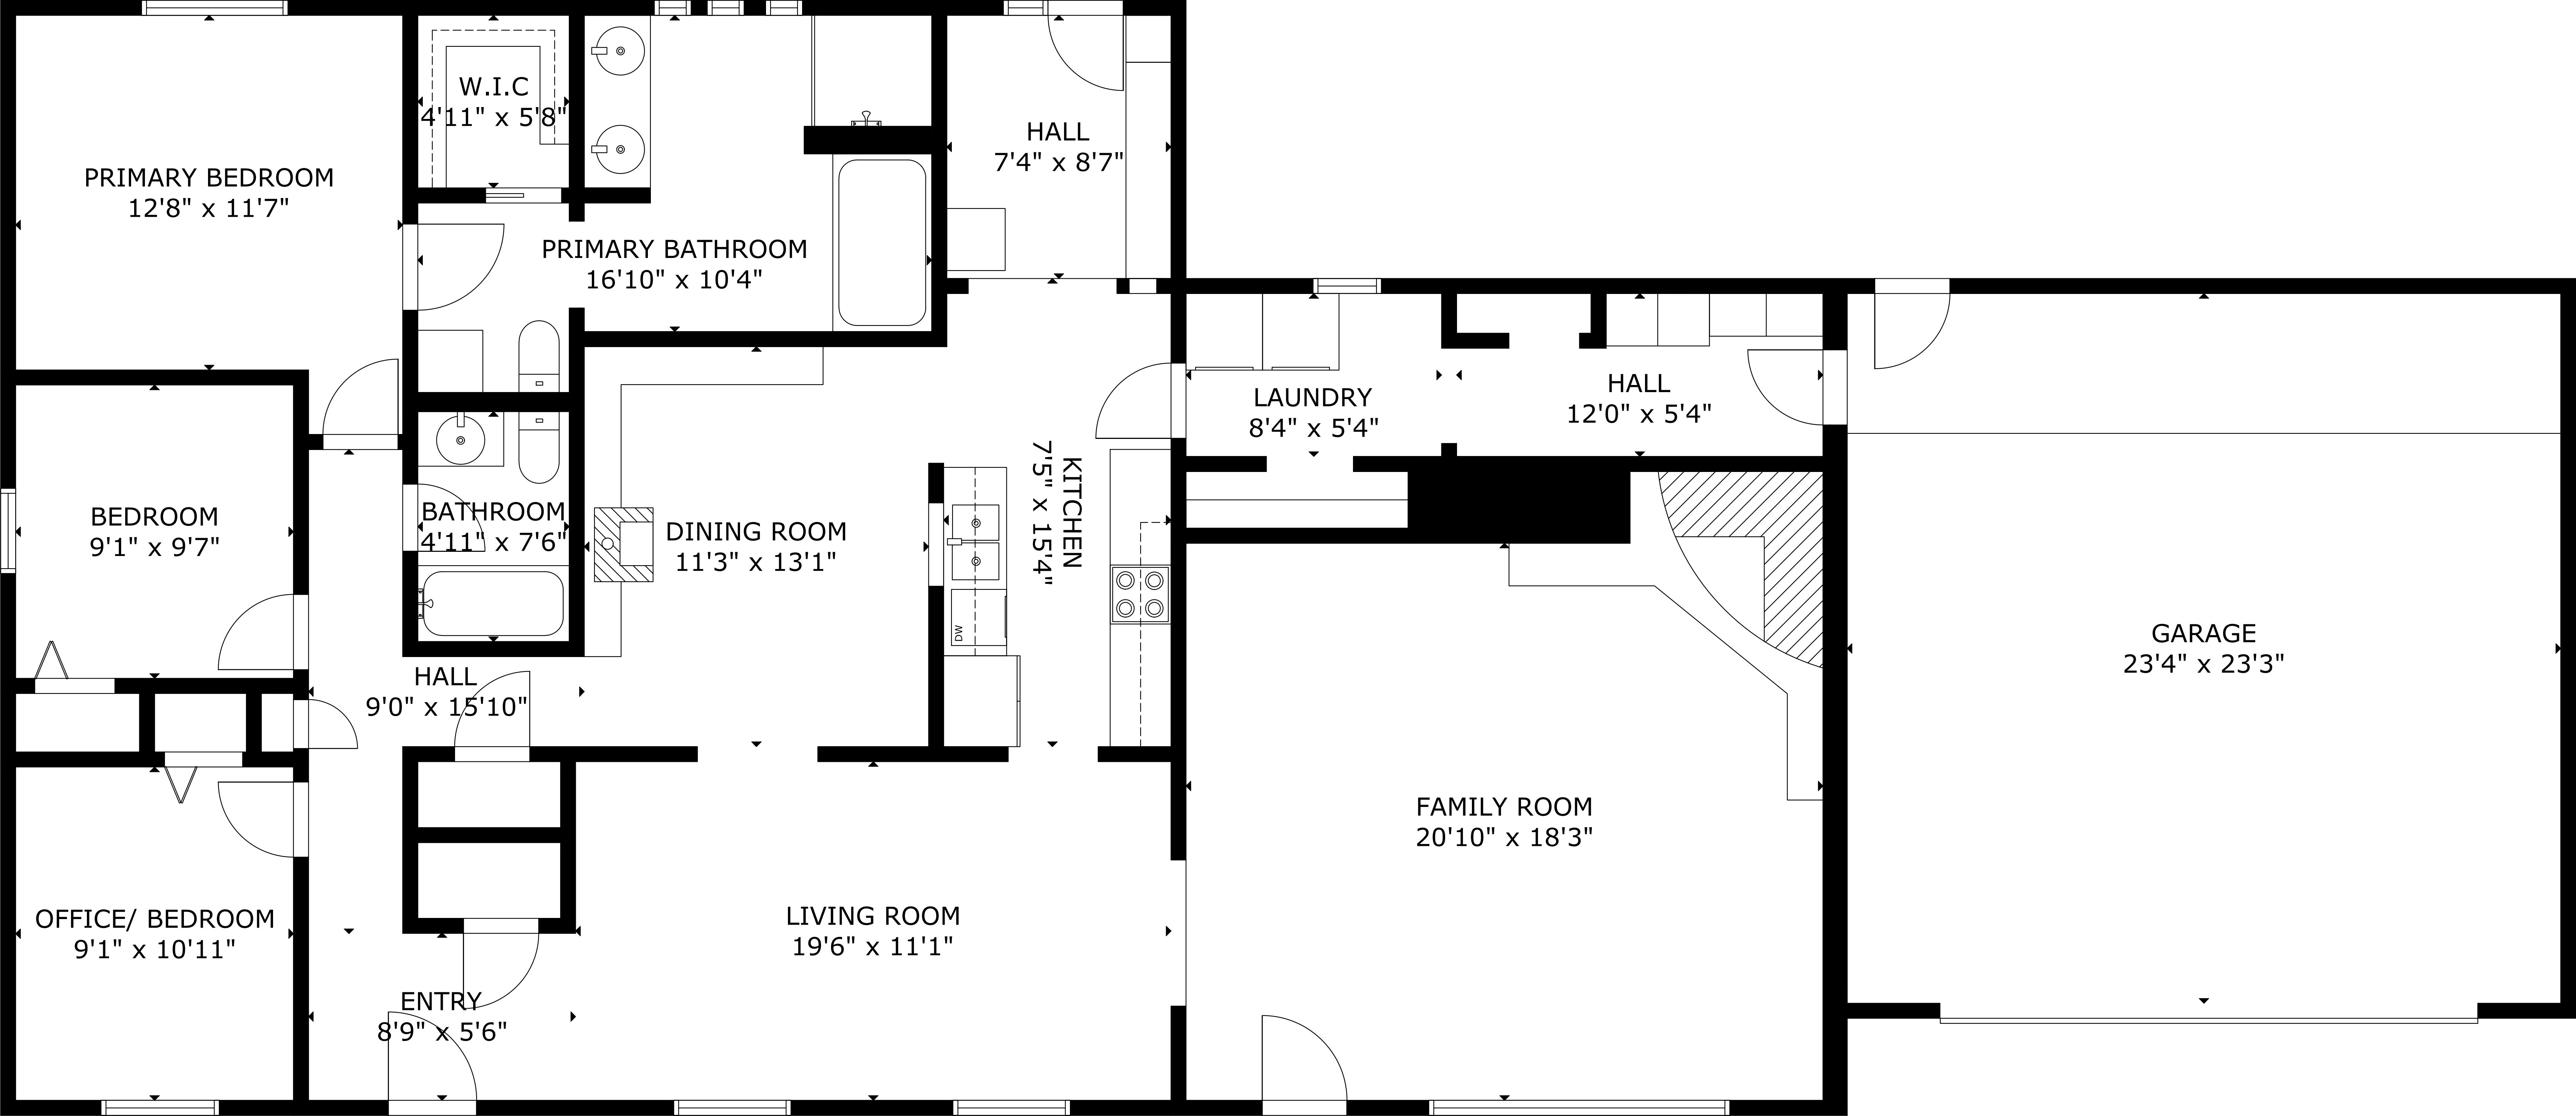 W.I.C
4'11" x 5'8"
HALL
7'4" x 8'7"
PRIMARY BEDROOM
12'8" x 11'7"
PRIMARY BATHROOM
16'10" x 10'4"
LAUNDRY
8'4" x 5'4"
HALL
12'0" x 5'4"
BEDROOM
9'1" x 9'7"
BATHROOM
4'11" x 7'6"
DINING ROOM
11'3" x 13'1"
KITCHEN
7'5" x 15'4"
DW
GARAGE
23'4" x 23'3"
HALL
9'0" x 15'10"
FAMILY ROOM
20'10" x 18'3"
OFFICE/ BEDROOM
9'1" x 10'11"
LIVING ROOM
19'6" x 11'1"
ENTRY
8'9" x 5'6"